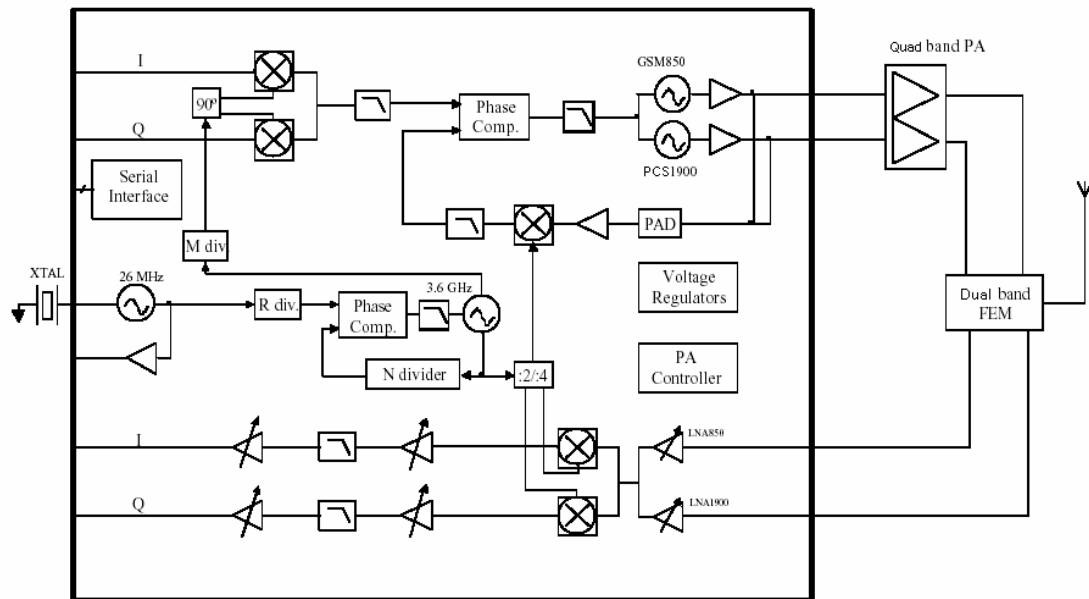 Quad band PA
I
GSM850
90º
Phase
Comp.
Q
PCS1900
Serial
Interface
PAD
M div.
XTAL
26 MHz
3.6 GHz
Voltage
Regulators
R div.
Phase
Comp.
Dual band
FEM
N divider
:2/:4
PA
Controller
I
LNA850
Q
LNA1900